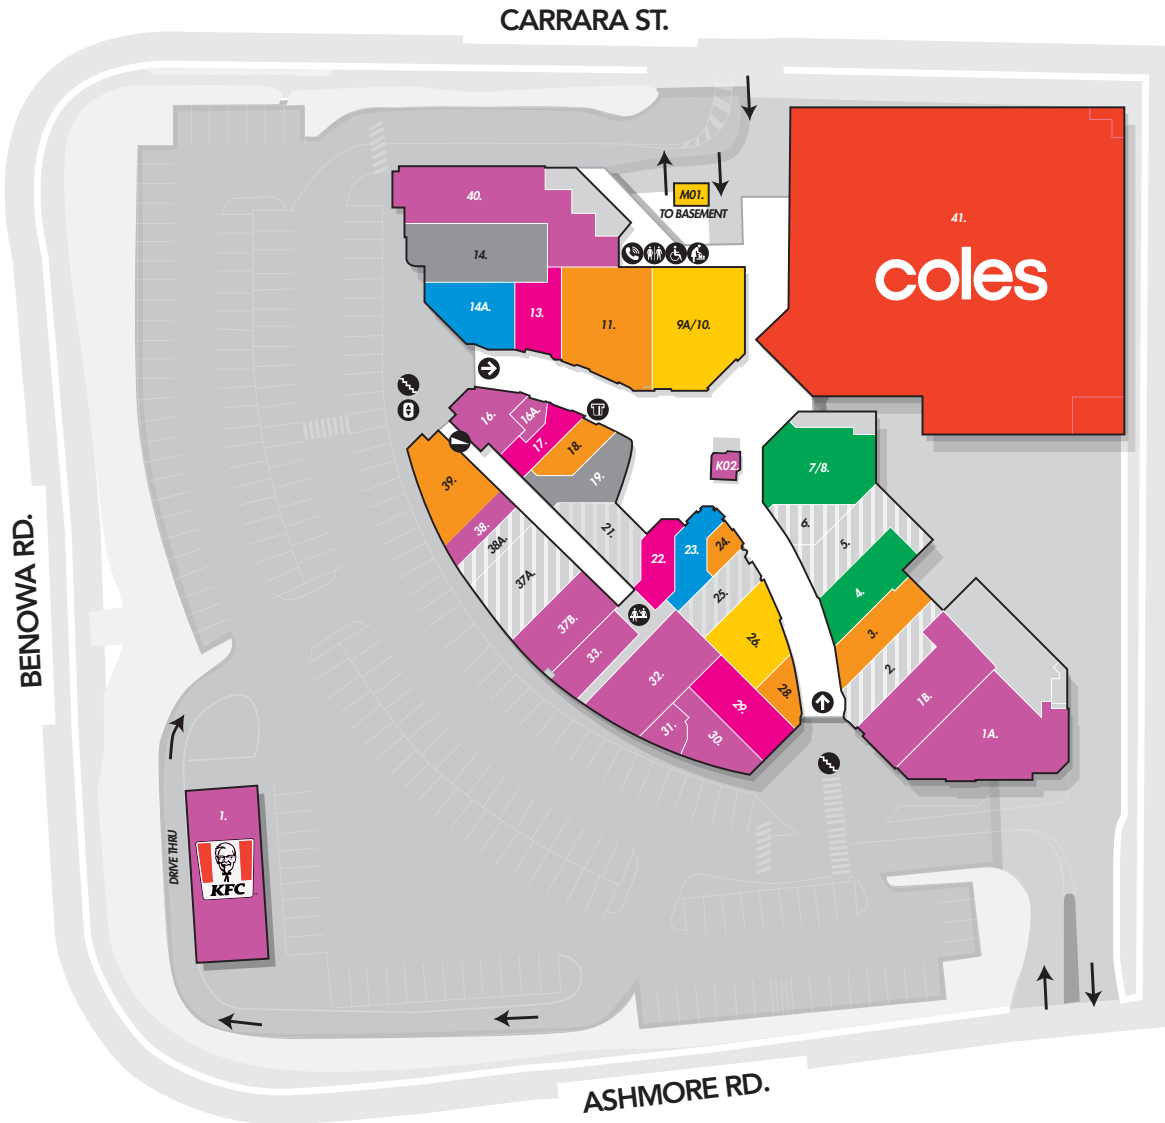 CARRARA ST.
M01.
TO BASEMENT
40.
41.
coles
14.
14A.
13.
11.
9A/10.
16.
16A.
17.
18.
19.
K02.
7/8.
39.
38.
38A.
37A.
21.
22.
23.
24.
25.
6.
5.
4.
3.
2.
37B.
33.
32.
26.
28.
29.
31.
30.
1B.
1A.
BENOWA RD.
1.
DRIVE THRU
KFC
ASHMORE RD.